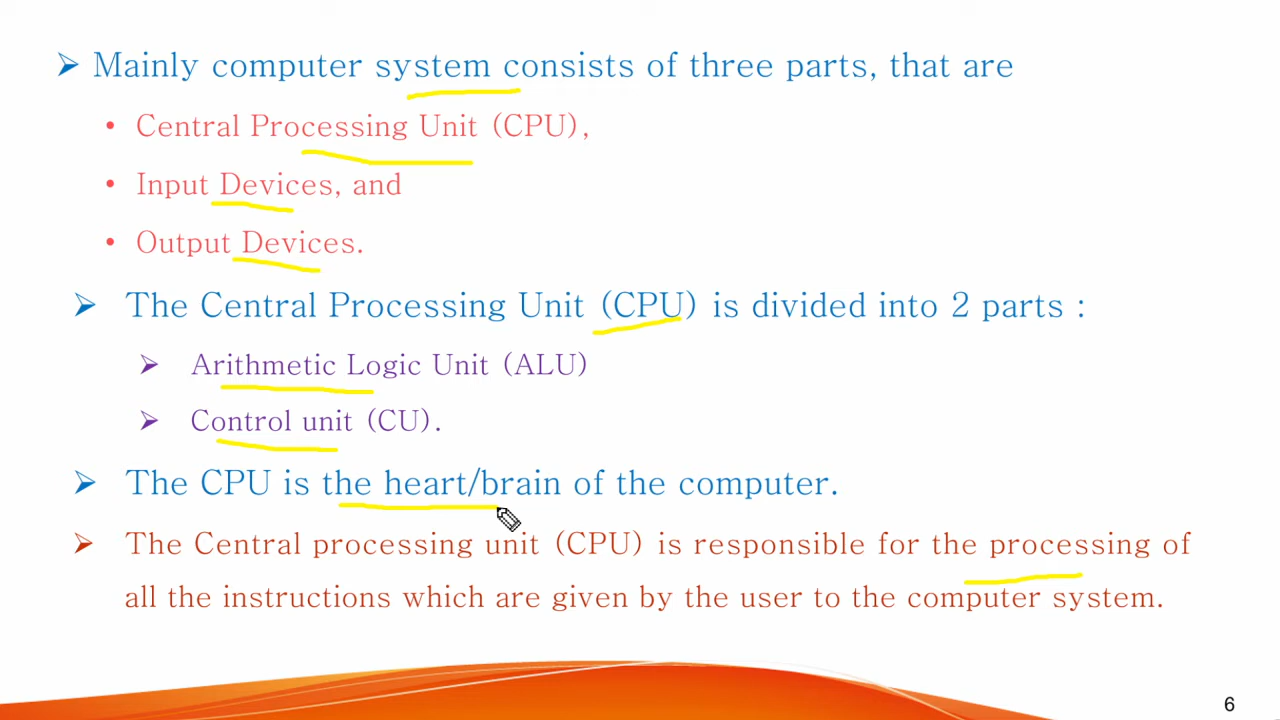 Mainly computer system consists of three parts, that are
Central Processing Unit (CPU),
Input Devices, and
Output Devices.
The Central Processing Unit (CPU) is divided into 2 parts :
Arithmetic Logic Unit (ALU)
Control unit (CU).
The CPU is the heart/brain of the computer.
The Central processing unit (CPU) is responsible for the processing of
all the instructions which are given by the user to the computer system.
6